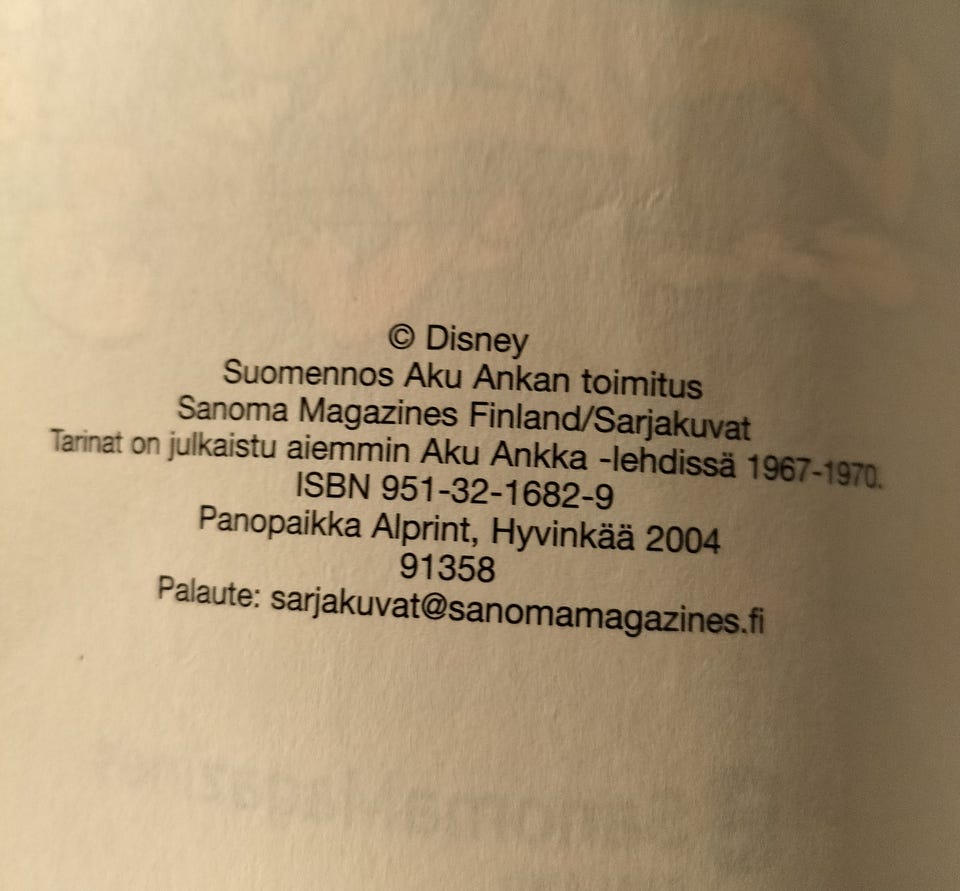 © Disney
Suomennos Aku Ankan toimitus
Sanoma Magazines Finland/Sarjakuvat
Tarinat on julkaistu aiemmin Aku Ankka -lehdissä 1967-1970.
ISBN 951-32-1682-9
Panopaikka Alprint, Hyvinkää 2004
91358
Palaute: sarjakuvat@sanomamagazines.fi